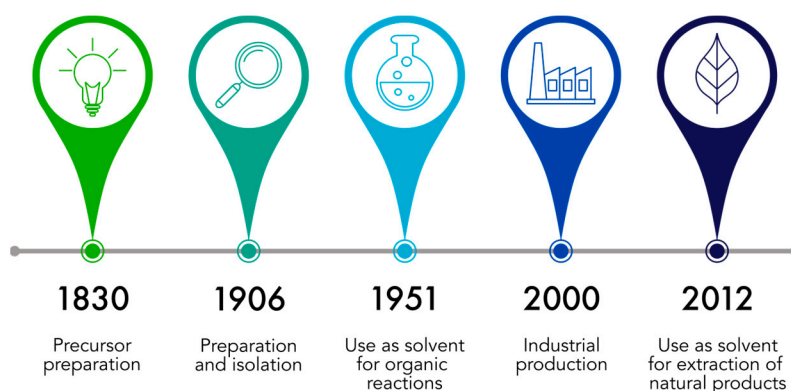 1830
Precursor
preparation
1906
Preparation
and isolation
1951
Use as solvent
for organic
reactions
2000
Industrial
production
2012
Use as solvent
for extraction of
natural products